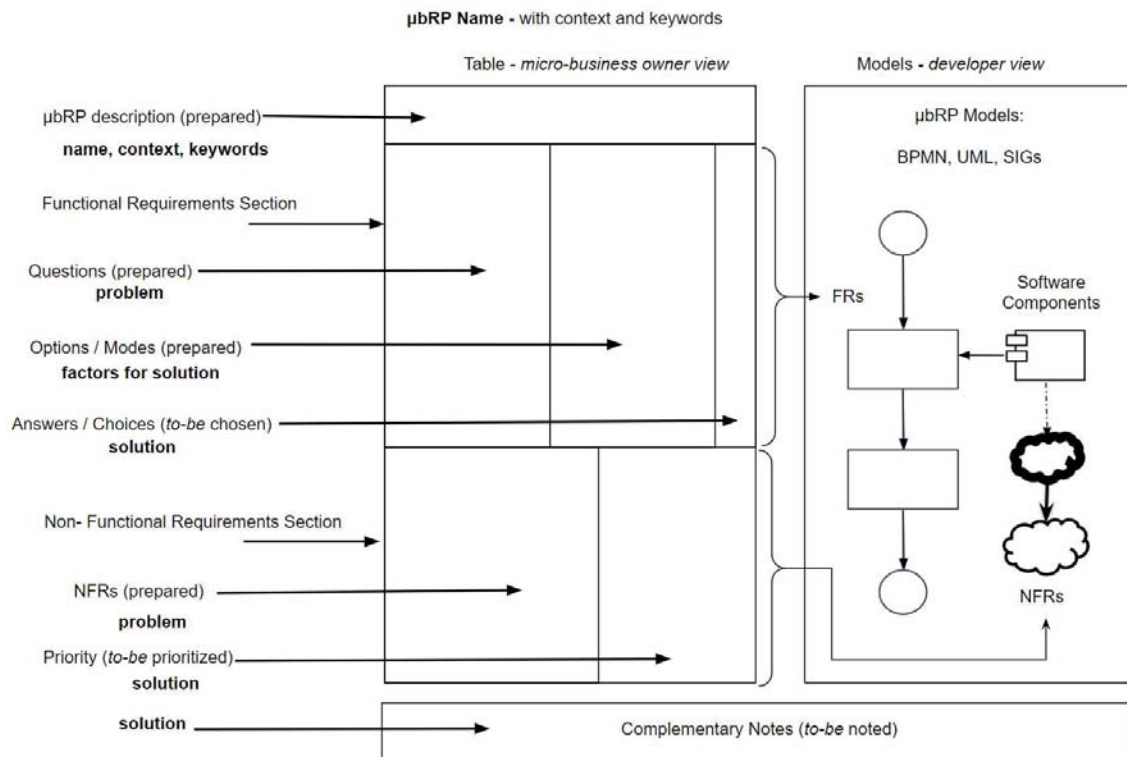 µbRP Name - with context and keywords
Table - micro-business owner view
Models - developer view
µbRP description (prepared)
name, context, keywords
Functional Requirements Section
Questions (prepared)
problem
Options / Modes (prepared)
factors for solution
Answers / Choices (to-be chosen)
solution
Non- Functional Requirements Section
NFRs (prepared)
problem
Priority (to-be prioritized)
solution
solution
Complementary Notes (to-be noted)
µbRP Models:
BPMN, UML, SIGs
FRs
Software
Components
NFRs